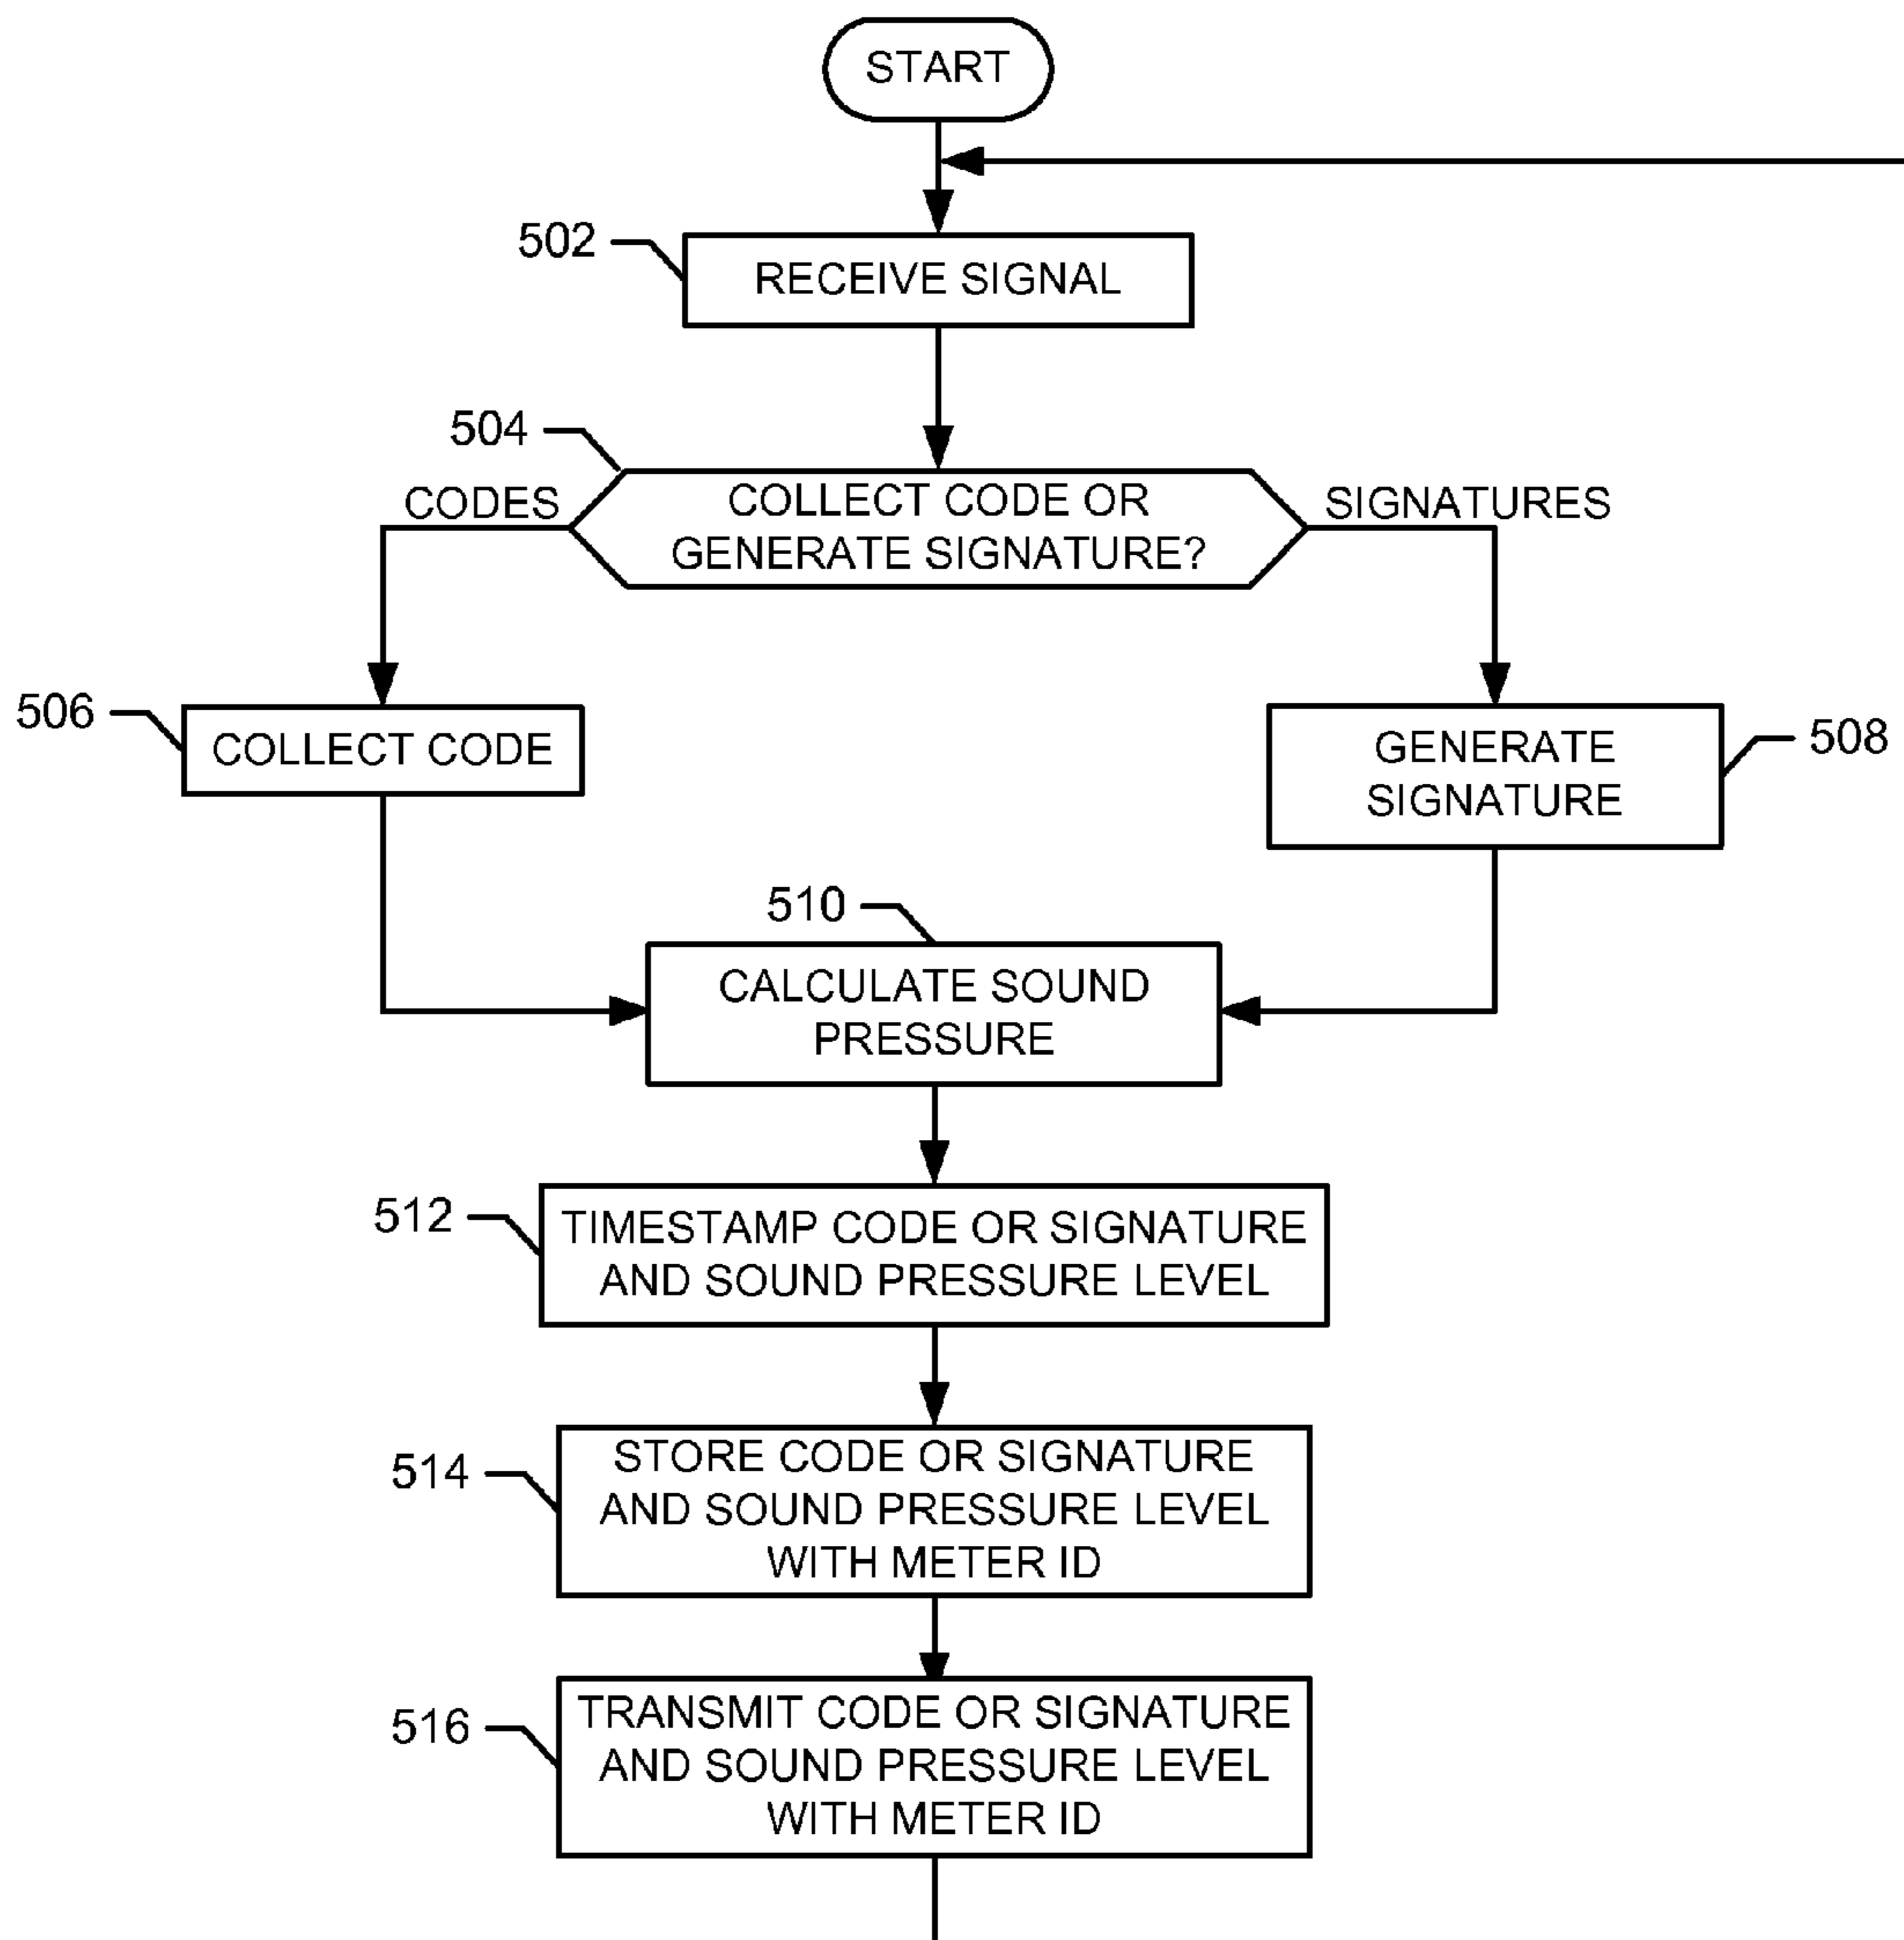 START
502
RECEIVE SIGNAL
504
CODES
COLLECT CODE OR
GENERATE SIGNATURE?
SIGNATURES
506
COLLECT CODE
GENERATE
SIGNATURE
508
510
CALCULATE SOUND
PRESSURE
512
TIMESTAMP CODE OR SIGNATURE
AND SOUND PRESSURE LEVEL
514
STORE CODE OR SIGNATURE
AND SOUND PRESSURE LEVEL
WITH METER ID
516
TRANSMIT CODE OR SIGNATURE
AND SOUND PRESSURE LEVEL
WITH METER ID